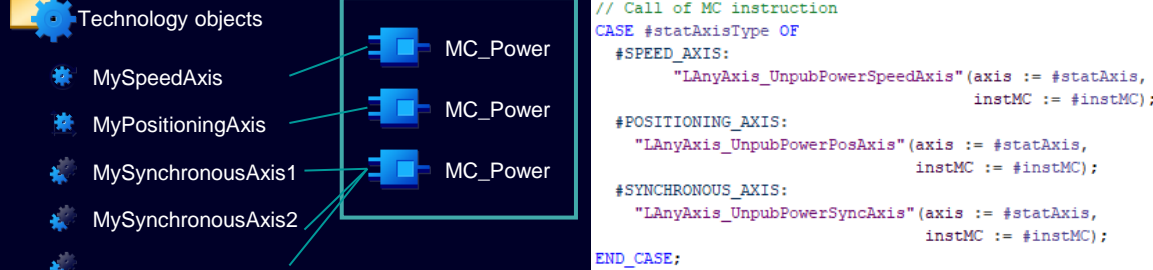 Technology objects
MySpeedAxis
MyPositioningAxis
MySynchronousAxis1
MySynchronousAxis2
MC_Power
MC_Power
MC_Power
// Call of MC instruction
CASE #statAxisType OF
#SPEED_AXIS:
"LAnyAxis_UnpubPowerSpeedAxis"(axis := #statAxis,
instMC := #instMC);
#POSITIONING_AXIS:
"LAnyAxis_UnpubPowerPosAxis"(axis := #statAxis,
instMC := #instMC);
#SYNCHRONOUS_AXIS:
"LAnyAxis_UnpubPowerSyncAxis"(axis := #statAxis,
instMC := #instMC);
END_CASE;